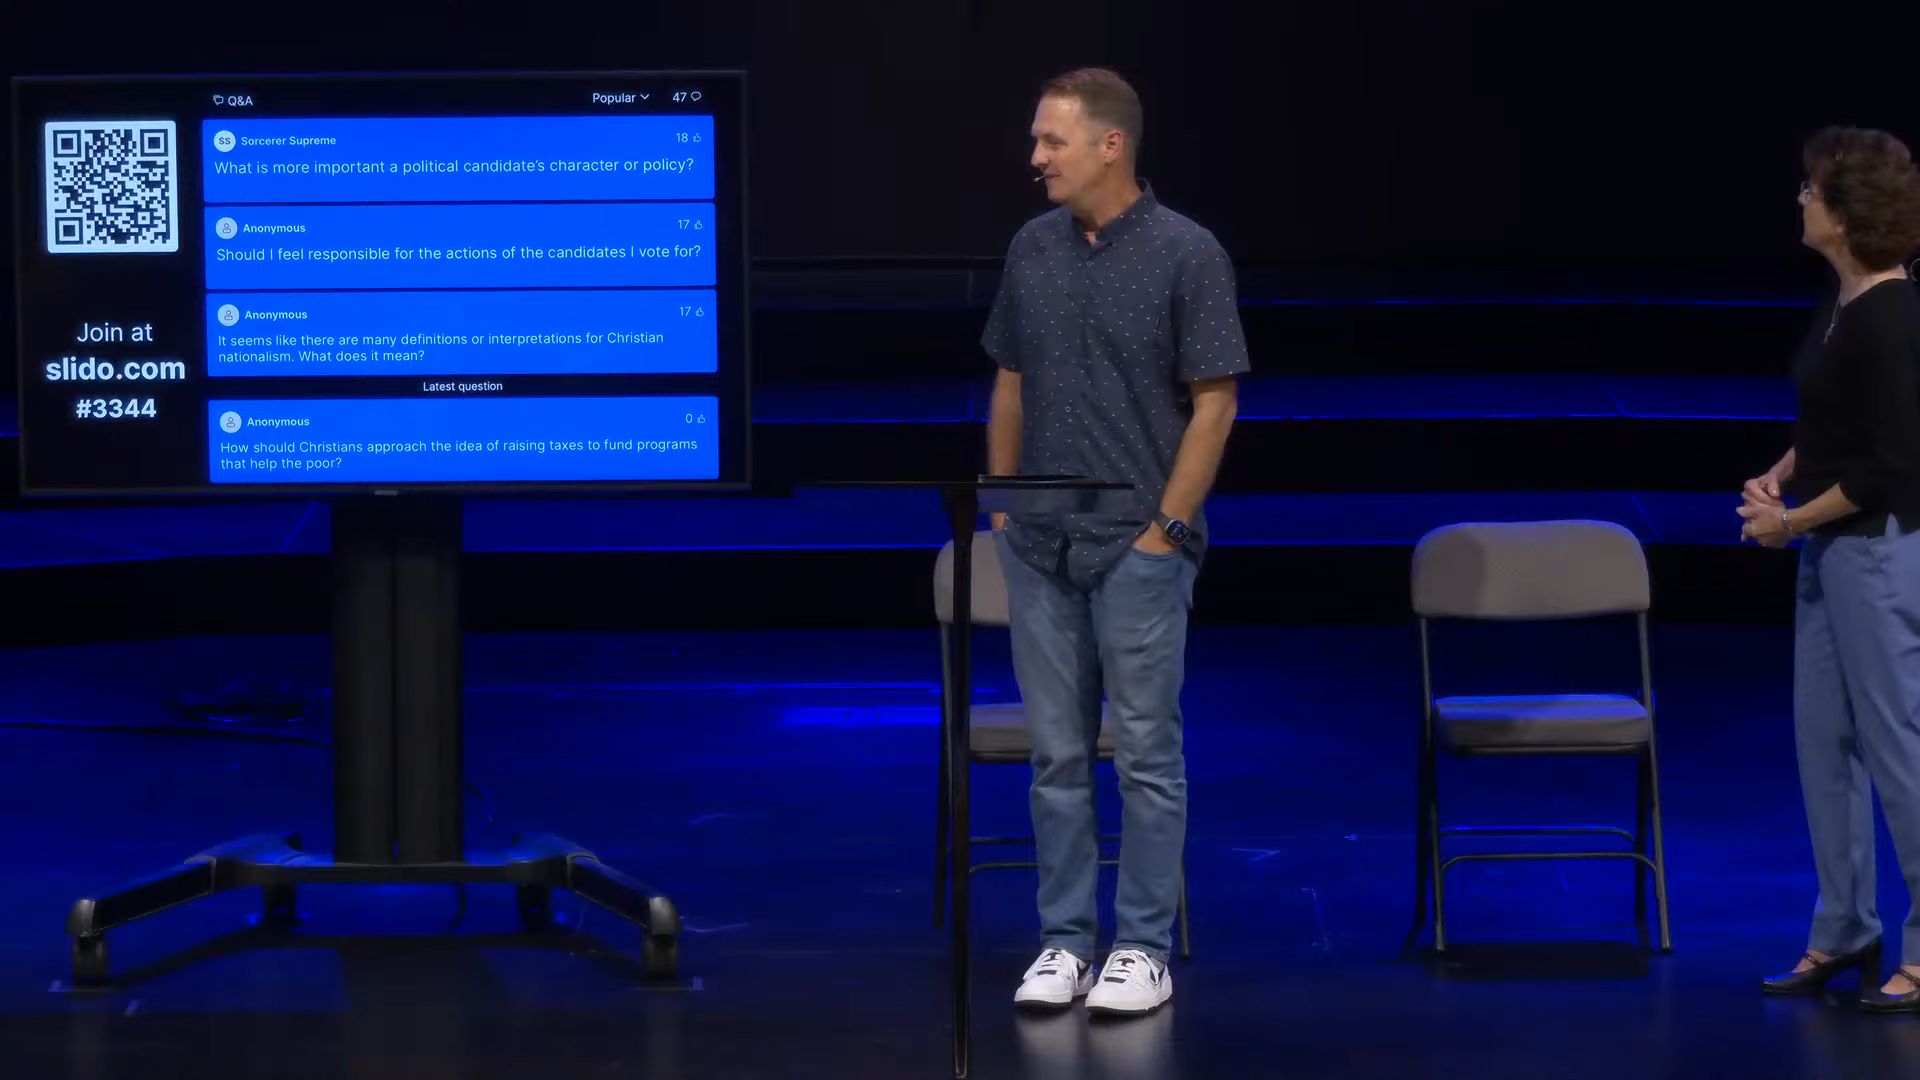 Q&A
Popular 47
SS Sorcerer Supreme 18
What is more important a political candidate's character or policy?
Anonymous 17
Should I feel responsible for the actions of the candidates I vote for?
Anonymous 17
It seems like there are many definitions or interpretations for Christian
nationalism. What does it mean?
Latest question
Anonymous 0
How should Christians approach the idea of raising taxes to fund programs
that help the poor?
Join at
slido.com
#3344